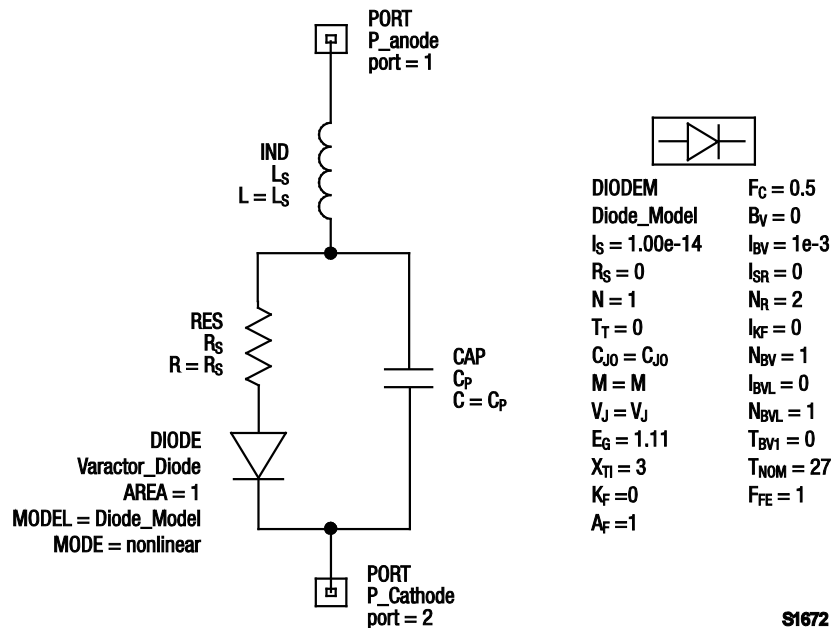 PORT
P_anode
port = 1
IND
LS
L = LS
RES
RS
R = RS
CAP
CP
C = CP
DIODE
Varactor_Diode
AREA = 1
MODEL = Diode_Model
MODE = nonlinear
PORT
P_Cathode
port = 2
DIODEM
Diode_Model
IS = 1.00e-14
RS = 0
N = 1
TT = 0
CJ0 = CJ0
M = M
VJ = VJ
EG = 1.11
XTI = 3
KF =0
AF =1
FC = 0.5
BV = 0
IBV = 1e-3
ISR = 0
NR = 2
IKF = 0
NBV = 1
IBVL = 0
NBVL = 1
TBV1 = 0
TNOM = 27
FFE = 1
S1672